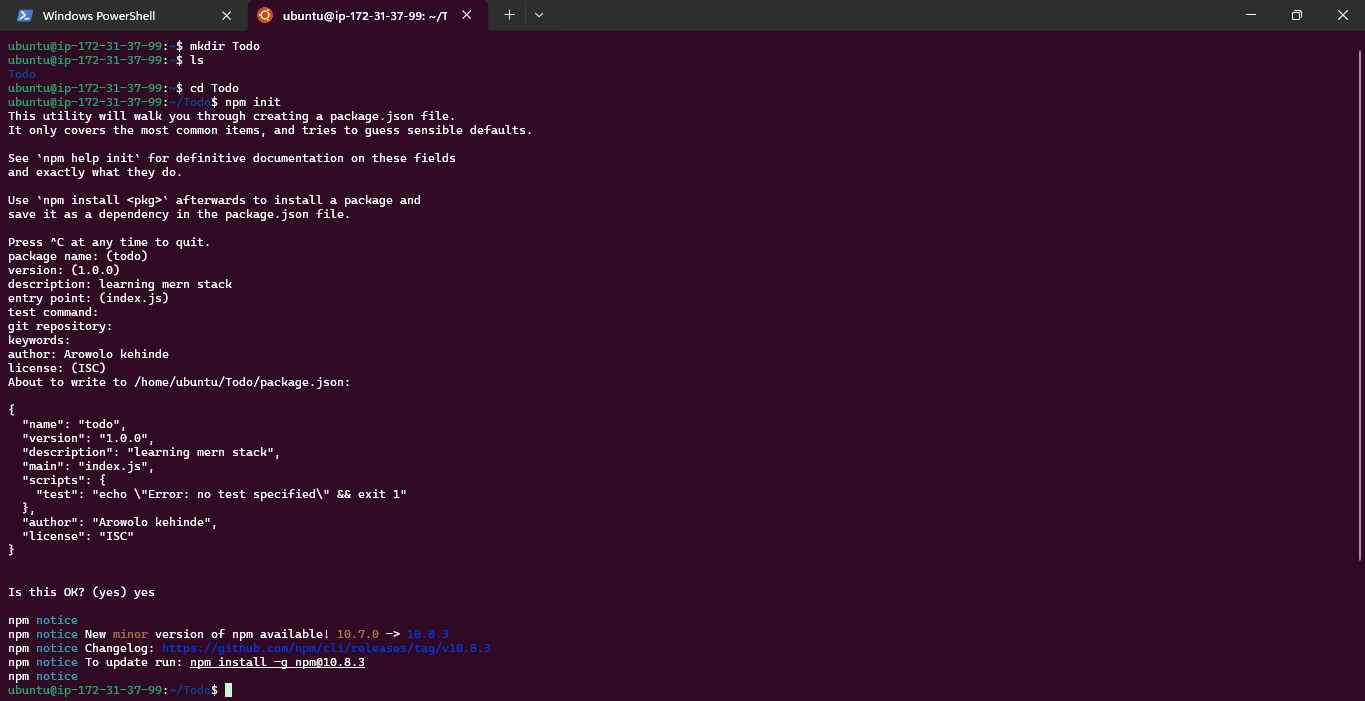 Windows PowerShell
ubuntu@ip-172-31-37-99: ~/T
ubuntu@ip-172-31-37-99:~$ mkdir Todo
ubuntu@ip-172-31-37-99:~$ ls
Todo
ubuntu@ip-172-31-37-99:~$ cd Todo
ubuntu@ip-172-31-37-99:~/Todo$ npm init
This utility will walk you through creating a package.json file.
It only covers the most common items, and tries to guess sensible defaults.
See `npm help init` for definitive documentation on these fields
and exactly what they do.
Use `npm install <pkg>` afterwards to install a package and
save it as a dependency in the package.json file.
Press ^C at any time to quit.
package name: (todo)
version: (1.0.0)
description: learning mern stack
entry point: (index.js)
test command:
git repository:
keywords:
author: Arowolo kehinde
license: (ISC)
About to write to /home/ubuntu/Todo/package.json:
{
  "name": "todo",
  "version": "1.0.0",
  "description": "learning mern stack",
  "main": "index.js",
  "scripts": {
    "test": "echo \"Error: no test specified\" && exit 1"
  },
  "author": "Arowolo kehinde",
  "license": "ISC"
}
Is this OK? (yes) yes
npm notice
npm notice New minor version of npm available! 10.7.0 -> 10.8.3
npm notice Changelog: https://github.com/npm/cli/releases/tag/v10.8.3
npm notice To update run: npm install -g npm@10.8.3
npm notice
ubuntu@ip-172-31-37-99:~/Todo$